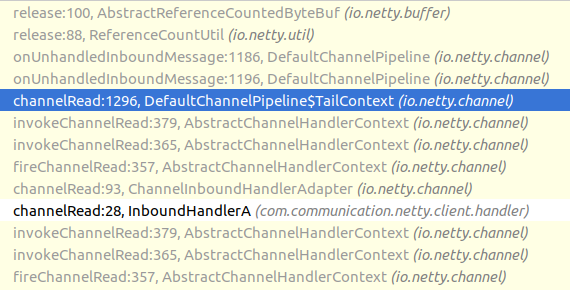 release:100, AbstractReferenceCountedByteBuf (io.netty.buffer)
release:88, ReferenceCountUtil (io.netty.util)
onUnhandledInboundMessage:1186, DefaultChannelPipeline (io.netty.channel)
onUnhandledInboundMessage:1196, DefaultChannelPipeline (io.netty.channel)
channelRead:1296, DefaultChannelPipeline$TailContext (io.netty.channel)
invokeChannelRead:379, AbstractChannelHandlerContext (io.netty.channel)
invokeChannelRead:365, AbstractChannelHandlerContext (io.netty.channel)
fireChannelRead:357, AbstractChannelHandlerContext (io.netty.channel)
channelRead:93, ChannelInboundHandlerAdapter (io.netty.channel)
channelRead:28, InboundHandlerA (com.communication.netty.client.handler)
invokeChannelRead:379, AbstractChannelHandlerContext (io.netty.channel)
invokeChannelRead:365, AbstractChannelHandlerContext (io.netty.channel)
fireChannelRead:357, AbstractChannelHandlerContext (io.netty.channel)